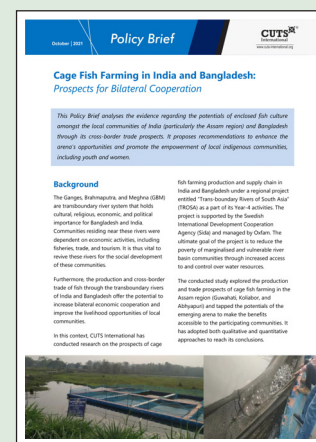 October | 2021
Policy Brief
CUTS®
International
www.cuts-international.org
Cage Fish Farming in India and Bangladesh:
Prospects for Bilateral Cooperation
This Policy Brief analyses the evidence regarding the potentials of enclosed fish culture
amongst the local communities of India (particularly the Assam region) and Bangladesh
through its cross-border trade prospects. It proposes recommendations to enhance the
arena's opportunities and promote the empowerment of local indigenous communities,
including youth and women.
Background
The Ganges, Brahmaputra, and Meghna (GBM)
are transboundary river system that holds
cultural, religious, economic, and political
importance for Bangladesh and India.
Communities residing near these rivers were
dependent on economic activities, including
fisheries, trade, and tourism. It is thus vital to
revive these rivers for the social development
of these communities.
Furthermore, the production and cross-border
trade of fish through the transboundary rivers
of India and Bangladesh offer the potential to
increase bilateral economic cooperation and
improve the livelihood opportunities of local
communities.
In this context, CUTS International has
conducted research on the prospects of cage
fish farming production and supply chain in
India and Bangladesh under a regional project
entitled "Trans-boundary Rivers of South Asia"
(TROSA) as a part of its Year-4 activities. The
project is supported by the Swedish
International Development Cooperation
Agency (Sida) and managed by Oxfam. The
ultimate goal of the project is to reduce the
poverty of marginalised and vulnerable river
basin communities through increased access
to and control over water resources.
The conducted study explored the production
and trade prospects of cage fish farming in the
Assam region (Guwahati, Koliabor, and
Abhyapuri) and tapped the potentials of the
emerging arena to make the benefits
accessible to the participating communities. It
has adopted both qualitative and quantitative
approaches to reach its conclusions.